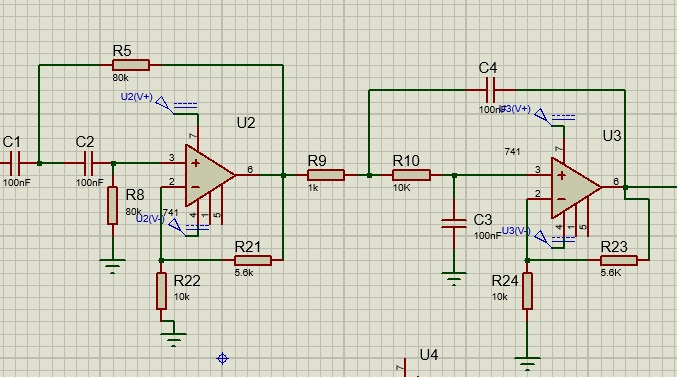 R5
80k
U2(V+)
7
U2
C1
100nF
C2
100nF
3
2
6
R8
80k
U2(V-)
741
4
1
5
R21
5.6k
R22
10k
R9
1k
R10
10K
C4
100nF
U3(V+)
7
U3
741
3
2
6
C3
100nF
U3(V-)
4
1
5
R23
5.6K
R24
10k
U4
7